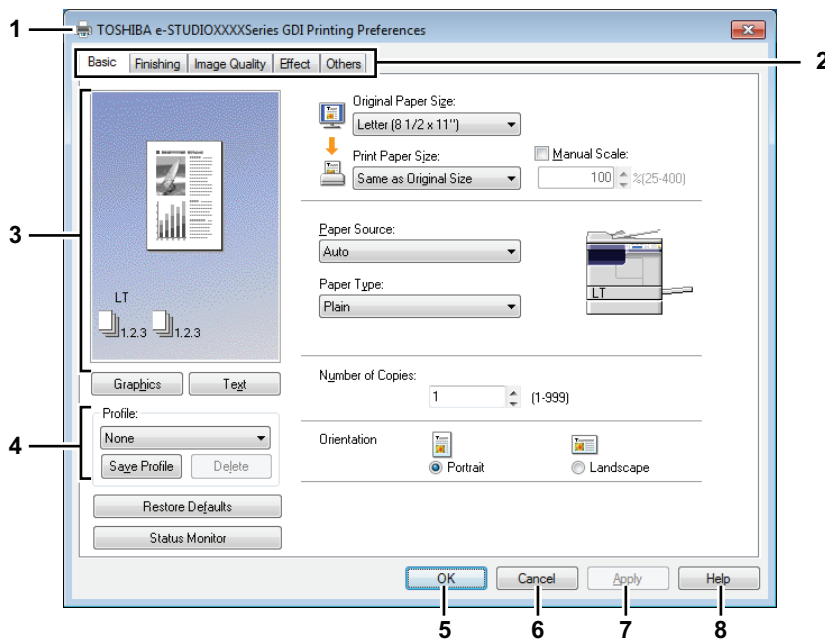 1
TOSHIBA e-STUDIOXXXXSeries GDI Printing Preferences
2
Basic Finishing Image Quality Effect Others
3
LT
1.2.3 1.2.3
Graphics Text
4
Profile:
None
Save Profile Delete
Restore Defaults
Status Monitor
Original Paper Size:
Letter (8 1/2 x 11")
Print Paper Size:
Same as Original Size
Manual Scale:
100 %(25-400)
Paper Source:
Auto
Paper Type:
Plain
LT
Number of Copies:
1 (1-999)
Orientation
Portrait Landscape
OK Cancel Apply Help
5 6 7 8